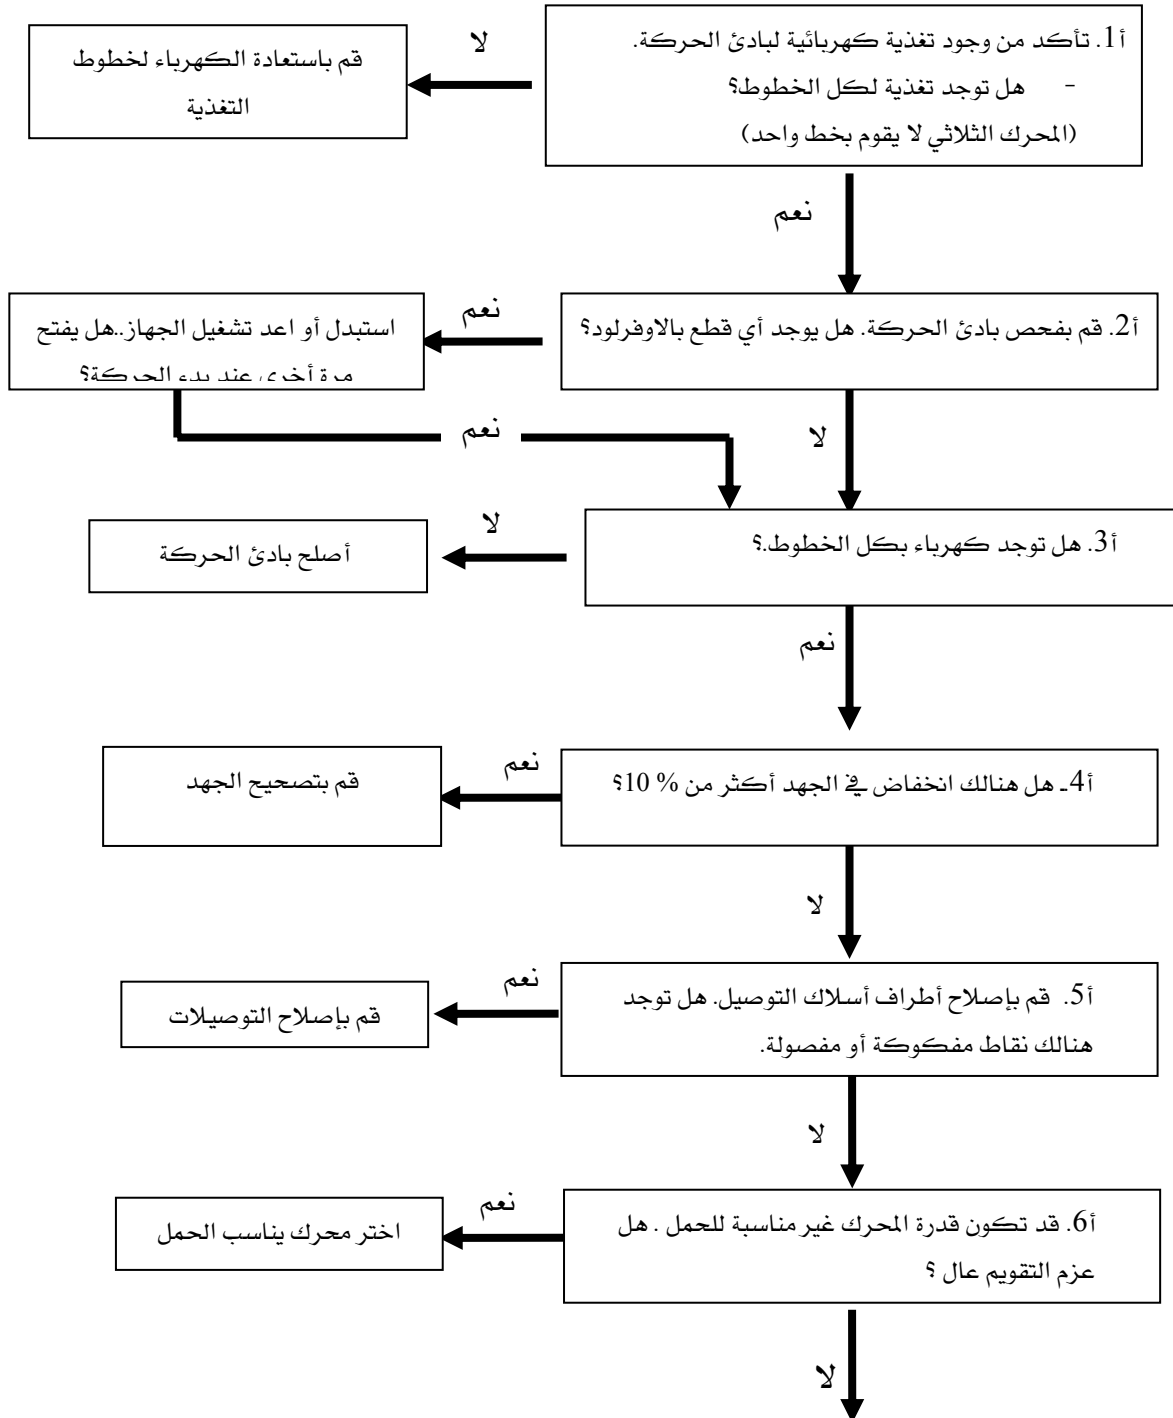 أ1. تأكد من وجود تغذية كهربائية لبادئ الحركة.
- هل توجد تغذية لكل الخطوط؟
(المحرك الثلاثي لا يقوم بخط واحد)
لا
قم باستعادة الكهرباء لخطوط
التغذية
نعم
أ2. قم بفحص بادئ الحركة. هل يوجد أي قطع بالاوفرلود؟
نعم
استبدل أو اعد تشغيل الجهاز..هل يفتح
مرة أخرى عند بدء الحركة؟
نعم
لا
أ3. هل توجد كهرباء بكل الخطوط.؟
لا
أصلح بادئ الحركة
نعم
أ4ـ هل هنالك انخفاض في الجهد أكثر من % 10؟
نعم
قم بتصحيح الجهد
لا
أ5. قم بإصلاح أطراف أسلاك التوصيل. هل توجد
هنالك نقاط مفكوكة أو مفصولة.
نعم
قم بإصلاح التوصيلات
لا
أ6. قد تكون قدرة المحرك غير مناسبة للحمل . هل
عزم التقويم عال ؟
نعم
اختر محرك يناسب الحمل
لا